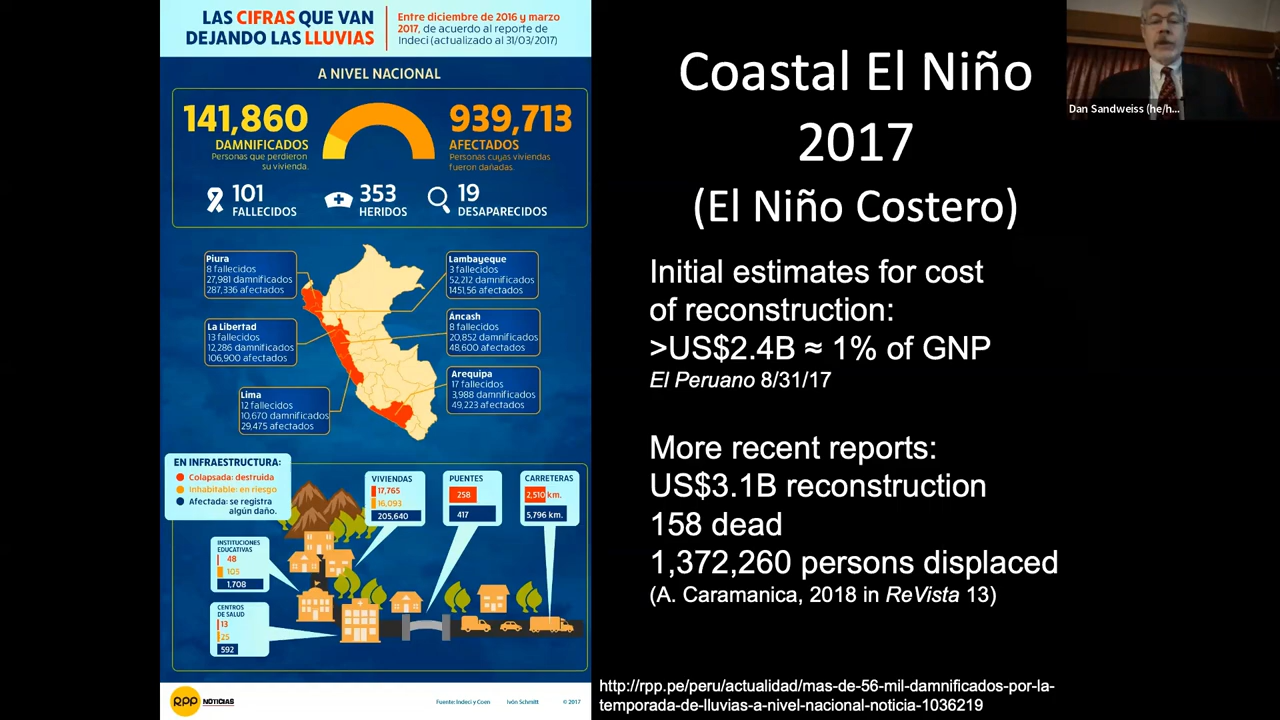 LAS CIFRAS QUE VAN
DEJANDO LAS LLUVIAS
Entre diciembre de 2016 y marzo
2017, de acuerdo al reporte de
Indeci (actualizado al 31/03/2017)
A NIVEL NACIONAL
141,860
DAMNIFICADOS
Personas que perdieron
su vivienda.
939,713
AFECTADOS
Personas cuyas viviendas
fueron dañadas.
101
FALLECIDOS
353
HERIDOS
19
DESAPARECIDOS
Piura
8 fallecidos
27,981 damnificados
287,336 afectados
Lambayeque
3 fallecidos
52,212 damnificados
1451,56 afectados
La Libertad
13 fallecidos
12,286 damnificados
106,900 afectados
Áncash
8 fallecidos
20,852 damnificados
48,600 afectados
Lima
12 fallecidos
10,670 damnificados
29,475 afectados
Arequipa
17 fallecidos
3,988 damnificados
49,223 afectados
EN INFRAESTRUCTURA:
Colapsada: destruida
Inhabitable: en riesgo
Afectada: se registra
algún daño.
VIVIENDAS
17,765
16,093
205,640
PUENTES
258
417
CARRETERAS
2,510 km.
5,796 km.
INSTITUCIONES
EDUCATIVAS
48
105
1,708
CENTROS
DE SALUD
13
25
592
RPP NOTICIAS
Fuente: Indeci y Coen
Ivón Schmitt
© 2017
Coastal El Niño
2017
(El Niño Costero)
Initial estimates for cost
of reconstruction:
>US$2.4B ≈ 1% of GNP
El Peruano 8/31/17
More recent reports:
US$3.1B reconstruction
158 dead
1,372,260 persons displaced
(A. Caramanica, 2018 in ReVista 13)
http://rpp.pe/peru/actualidad/mas-de-56-mil-damnificados-por-la-
temporada-de-lluvias-a-nivel-nacional-noticia-1036219
Dan Sandweiss (he/h...